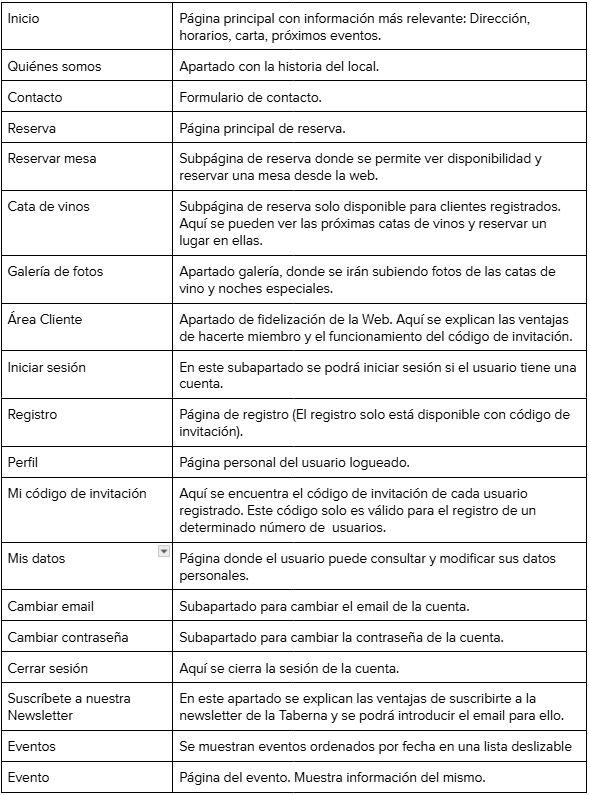 Inicio
Página principal con información más relevante: Dirección,
horarios, carta, próximos eventos.
Quiénes somos
Apartado con la historia del local.
Contacto
Formulario de contacto.
Reserva
Página principal de reserva.
Reservar mesa
Subpágina de reserva donde se permite ver disponibilidad y
reservar una mesa desde la web.
Cata de vinos
Subpágina de reserva solo disponible para clientes registrados.
Aquí se pueden ver las próximas catas de vinos y reservar un
lugar en ellas.
Galería de fotos
Apartado galería, donde se irán subiendo fotos de las catas de
vino y noches especiales.
Área Cliente
Apartado de fidelización de la Web. Aquí se explican las ventajas
de hacerte miembro y el funcionamiento del código de invitación.
Iniciar sesión
En este subapartado se podrá iniciar sesión si el usuario tiene una
cuenta.
Registro
Página de registro (El registro solo está disponible con código de
invitación).
Perfil
Página personal del usuario logueado.
Mi código de invitación
Aquí se encuentra el código de invitación de cada usuario
registrado. Este código solo es válido para el registro de un
determinado número de  usuarios.
Mis datos
Página donde el usuario puede consultar y modificar sus datos
personales.
Cambiar email
Subapartado para cambiar el email de la cuenta.
Cambiar contraseña
Subapartado para cambiar la contraseña de la cuenta.
Cerrar sesión
Aquí se cierra la sesión de la cuenta.
Suscríbete a nuestra
Newsletter
En este apartado se explican las ventajas de suscribirte a la
newsletter de la Taberna y se podrá introducir el email para ello.
Eventos
Se muestran eventos ordenados por fecha en una lista deslizable
Evento
Página del evento. Muestra información del mismo.